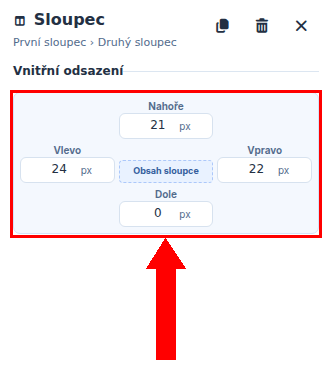 Sloupec
První sloupec › Druhý sloupec
Vnitřní odsazení
Nahoře
21 px
Vlevo
Vpravo
24 px
Obsah sloupce
22 px
Dole
0 px